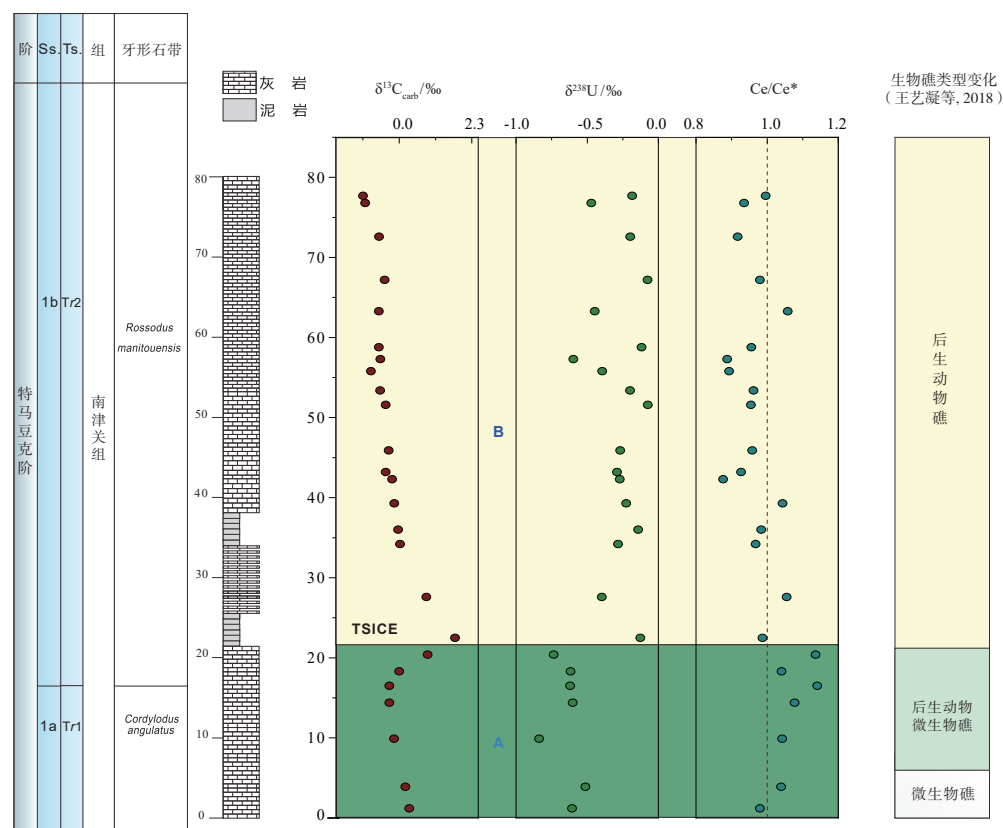 阶 Ss. Ts. 组 牙形石带
灰 岩
泥 岩
δ¹³Ccarb/‰ δ²³⁸U/‰ Ce/Ce*
生物礁类型变化
(王艺凝等, 2018)
0.0 2.3 -1.0 -0.5 0.0 0.8 1.0 1.2
80 80
70 70
60 60
50 50
40 40
30 30
20 20
10 10
0 0
特马豆克阶
1b Tr2
1a Tr1
南津关组
Rossodus
manitouensis
Cordylodus
angulatus
TSICE
B
A
后生动物礁
后生动物
微生物礁
微生物礁